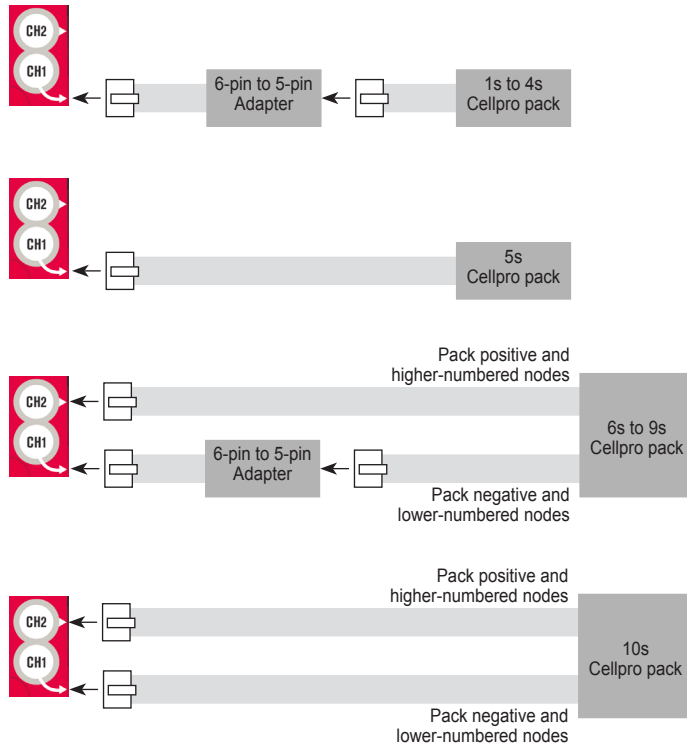 CH2
CH1
6-pin to 5-pin
Adapter
1s to 4s
Cellpro pack
CH2
CH1
5s
Cellpro pack
Pack positive and
higher-numbered nodes
CH2
CH1
6-pin to 5-pin
Adapter
6s to 9s
Cellpro pack
Pack negative and
lower-numbered nodes
Pack positive and
higher-numbered nodes
CH2
CH1
10s
Cellpro pack
Pack negative and
lower-numbered nodes